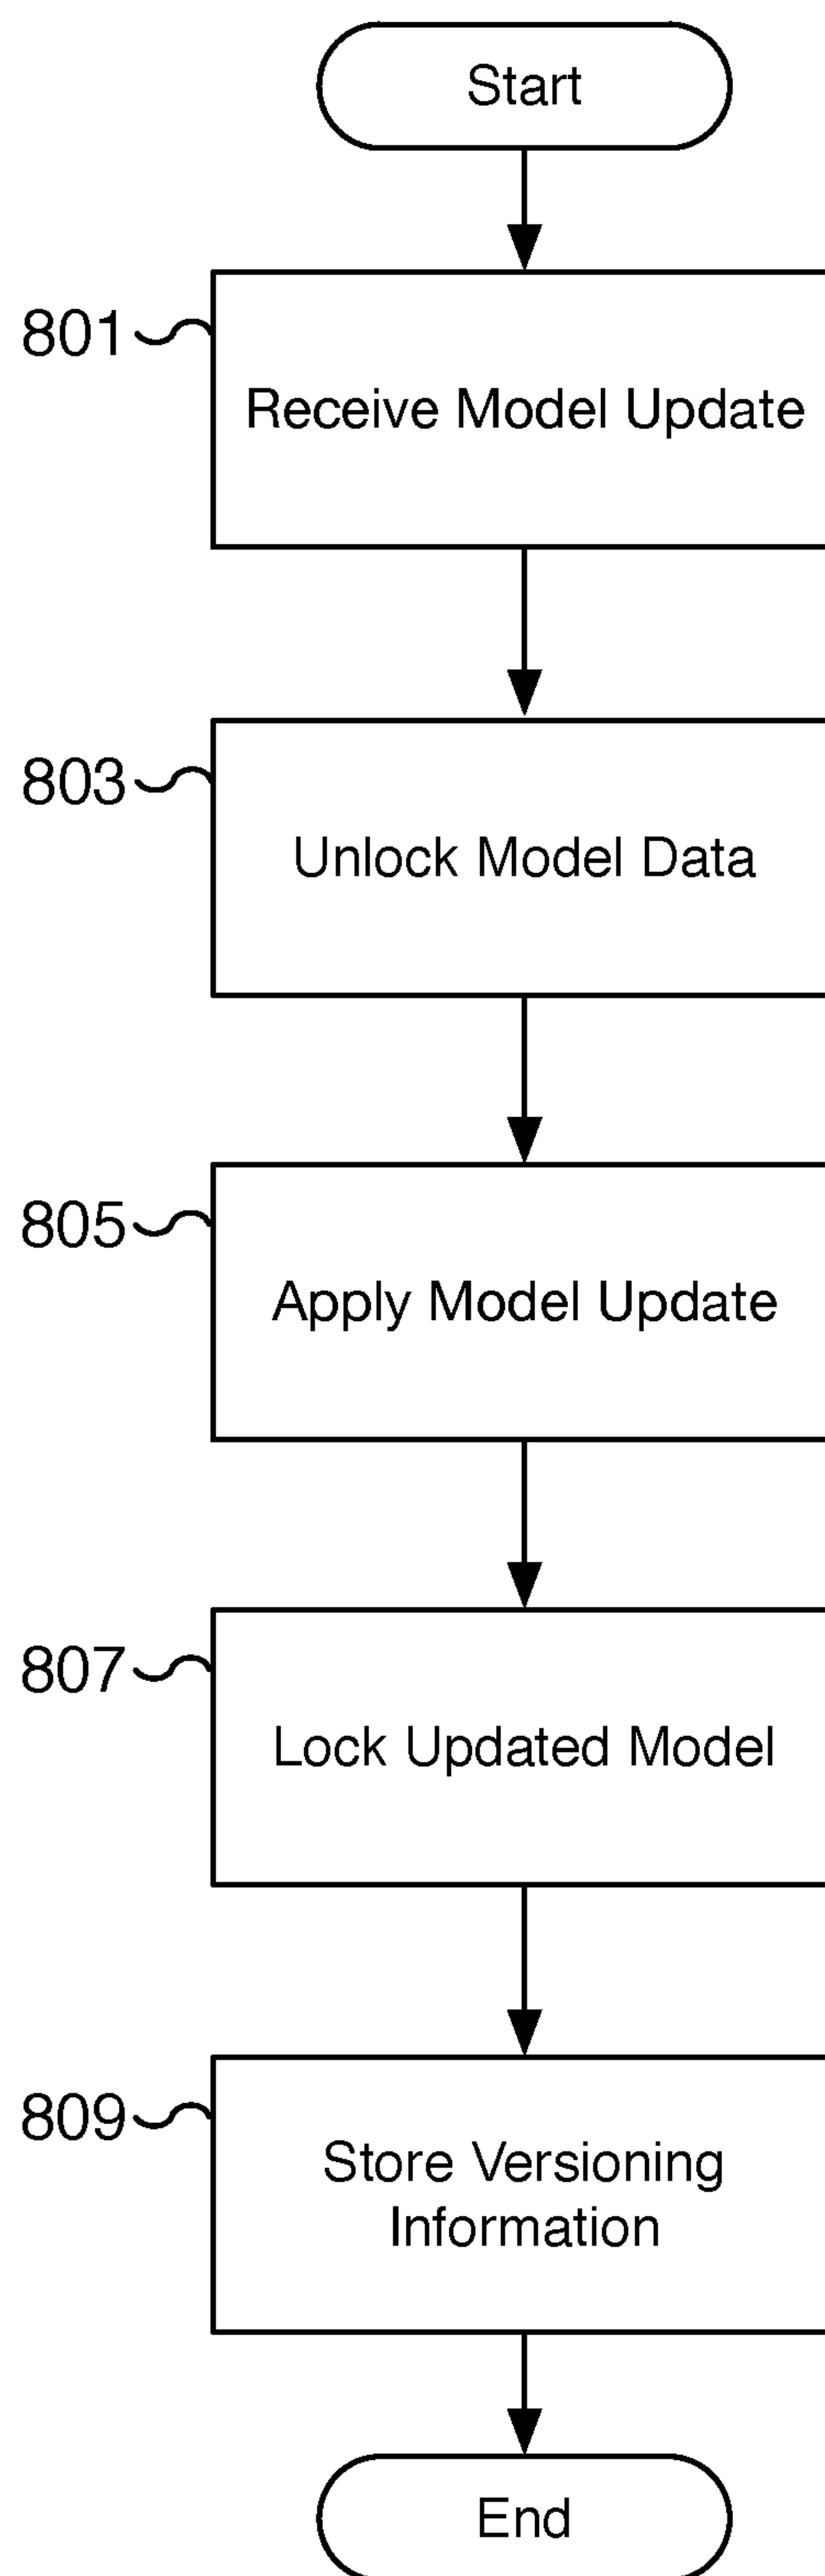 Start
801
Receive Model Update
803
Unlock Model Data
805
Apply Model Update
807
Lock Updated Model
809
Store Versioning
Information
End